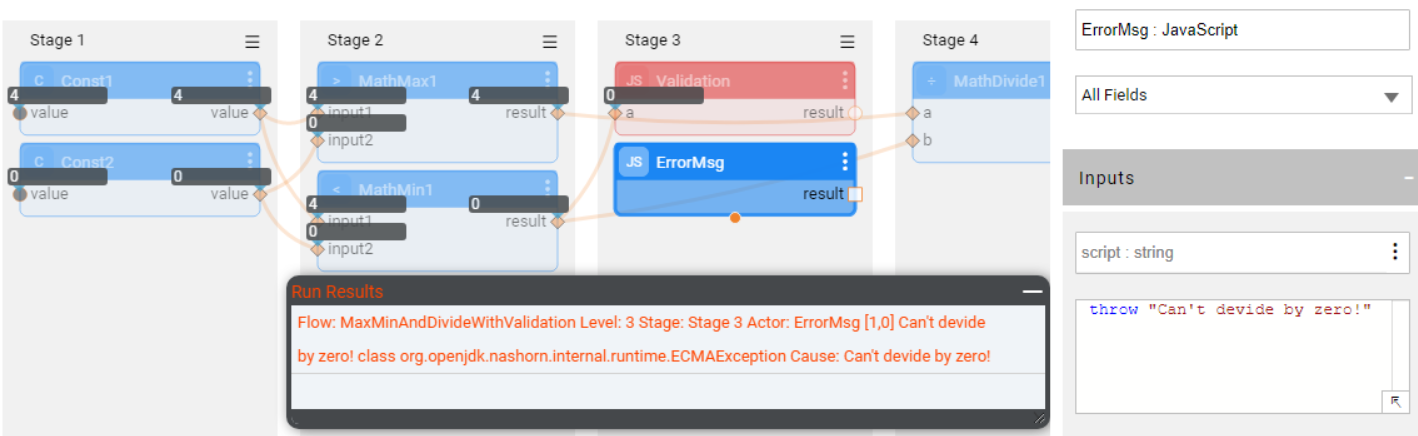 Stage 1
C Const1
4 4
value value
C Const2
0 0
value value
Stage 2
> MathMax1
4 4
input1 result
0
input2
< MathMin1
4 0
input1 result
0
input2
Stage 3
JS Validation
0
a result
JS ErrorMsg
result
Stage 4
÷ MathDivide1
a
b
Run Results
Flow: MaxMinAndDivideWithValidation Level: 3 Stage: Stage 3 Actor: ErrorMsg [1,0] Can't devide
by zero! class org.openjdk.nashorn.internal.runtime.ECMAException Cause: Can't devide by zero!
ErrorMsg : JavaScript
All Fields
Inputs
script : string
throw "Can't devide by zero!"